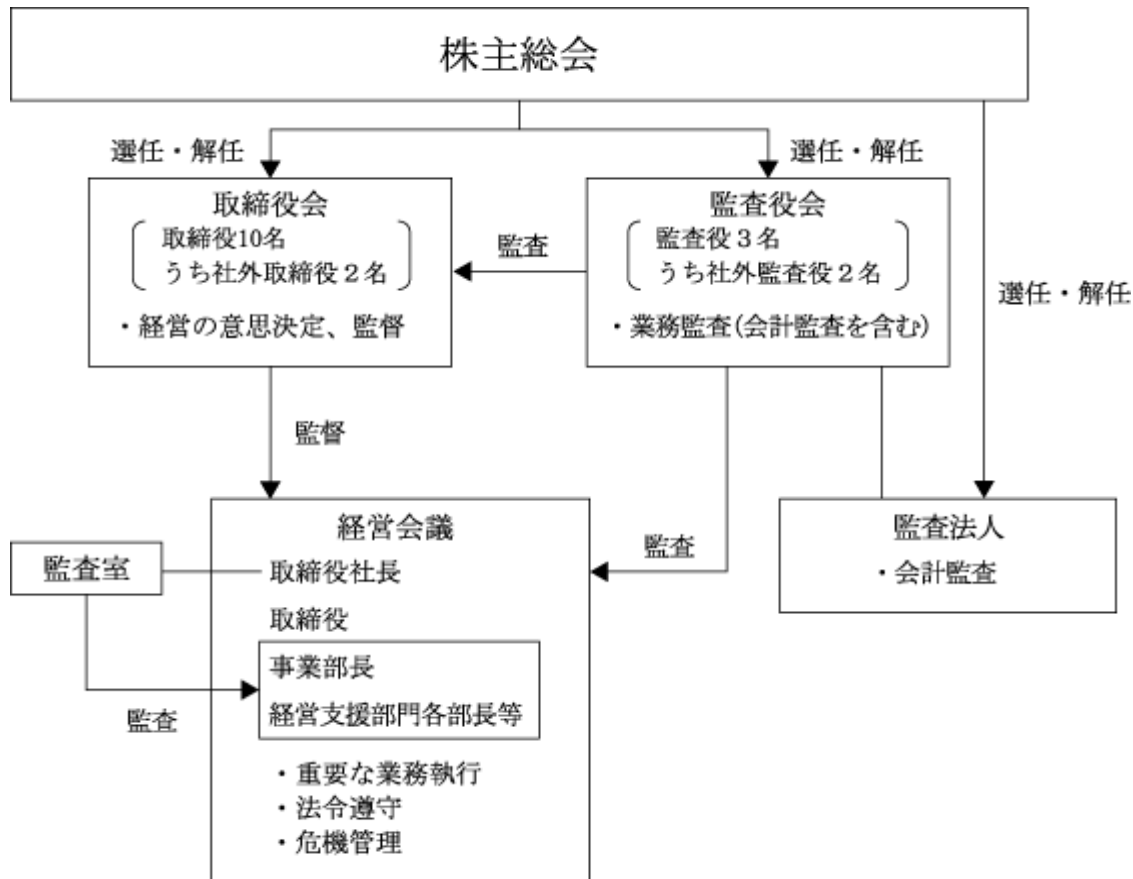 株主総会
選任・解任
選任・解任
取締役会
取締役10名
うち社外取締役２名
・経営の意思決定、監督
監査
監査役会
監査役３名
うち社外監査役２名
・業務監査(会計監査を含む)
選任・解任
監督
監査
経営会議
取締役社長
取締役
事業部長
経営支援部門各部長等
・重要な業務執行
・法令遵守
・危機管理
監査室
監査
監査法人
・会計監査